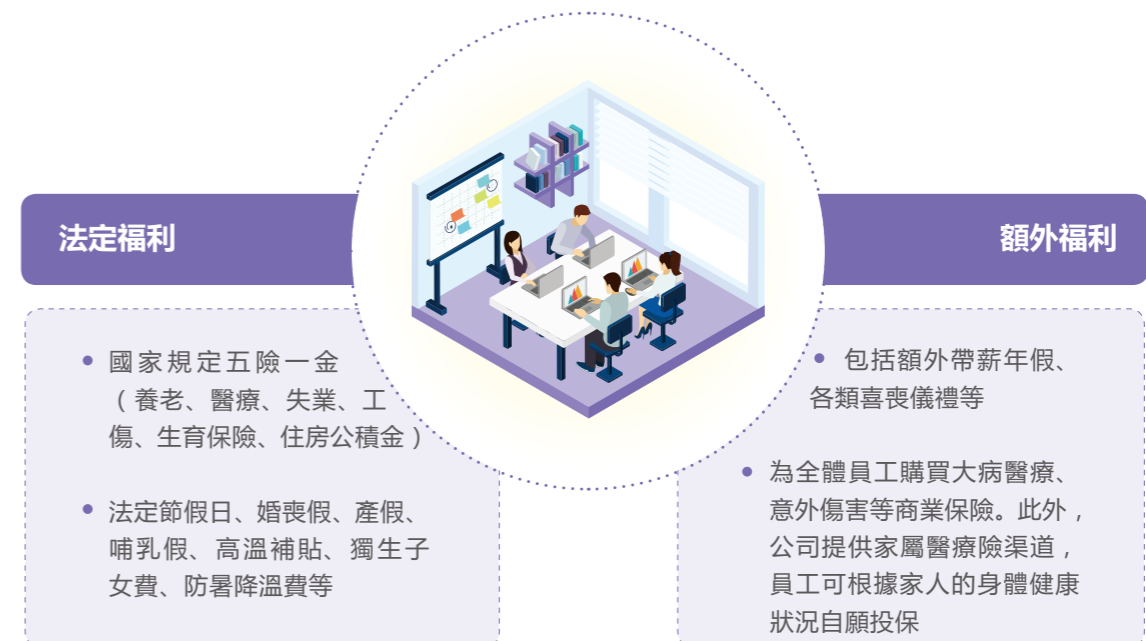 法定福利
國家規定五險一金
（養老、醫療、失業、工
傷、生育保險、住房公積金）
法定節假日、婚喪假、產假、
哺乳假、高溫補貼、獨生子
女費、防暑降溫費等
額外福利
包括額外帶薪年假、
各類喜喪儀禮等
為全體員工購買大病醫療、
意外傷害等商業保險。此外，
公司提供家屬醫療險渠道，
員工可根據家人的身體健康
狀況自願投保